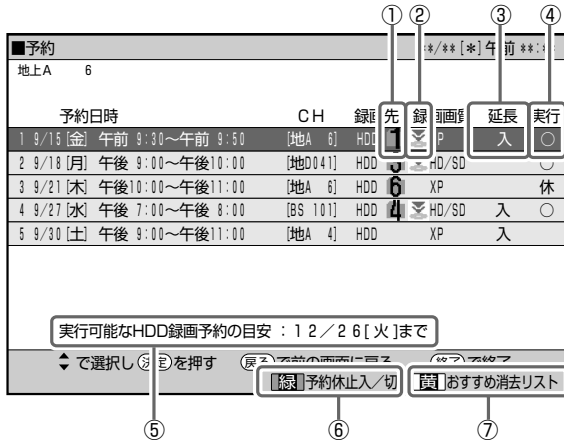 ① ② ③ ④
■予約 **/**[*]午前 **:**
地上A 6
予約日時 CH 録画 先 録 画質 延長 実行
1 9/15[金] 午前 9:30～午前 9:50 [地A 6] HDD 1 XP 入 ○
2 9/18[月] 午後 9:00～午後10:00 [地D041] HDD HD/SD ○
3 9/21[木] 午後10:00～午後11:00 [地A 6] HDD 6 XP 休
4 9/27[水] 午後 7:00～午後 8:00 [BS 101] HDD 4 HD/SD 入 ○
5 9/30[土] 午後 9:00～午後11:00 [地A 4] HDD XP 入
実行可能なHDD録画予約の目安 : 12/26[火]まで
で選択し 決定 を押す 戻る で前の画面に戻る 終了 で終了
緑 予約休止入/切 黄 おすすめ消去リスト
⑤ ⑥ ⑦